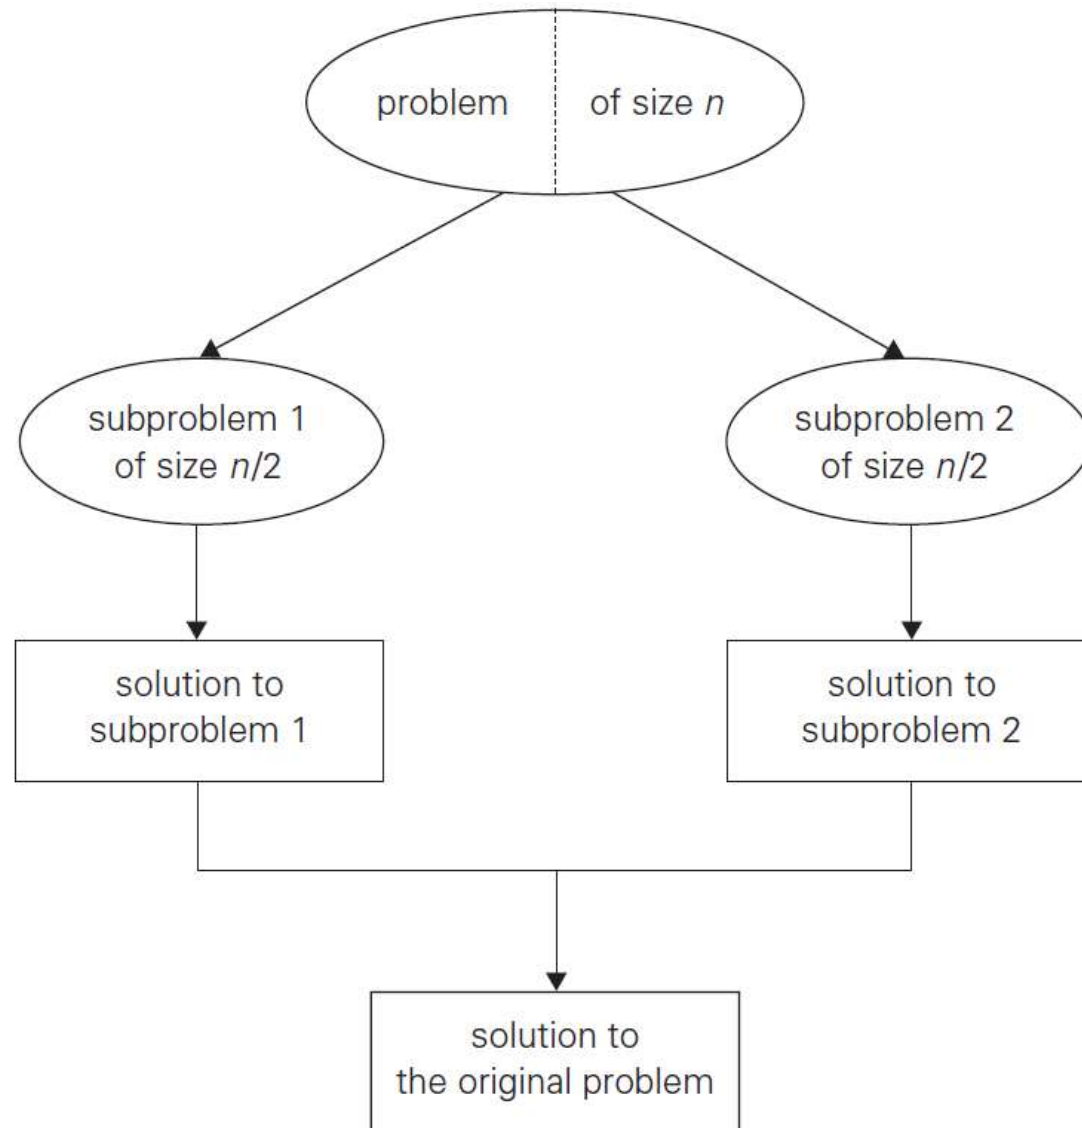 problem of size n
subproblem 1
of size n/2
subproblem 2
of size n/2
solution to
subproblem 1
solution to
subproblem 2
solution to
the original problem